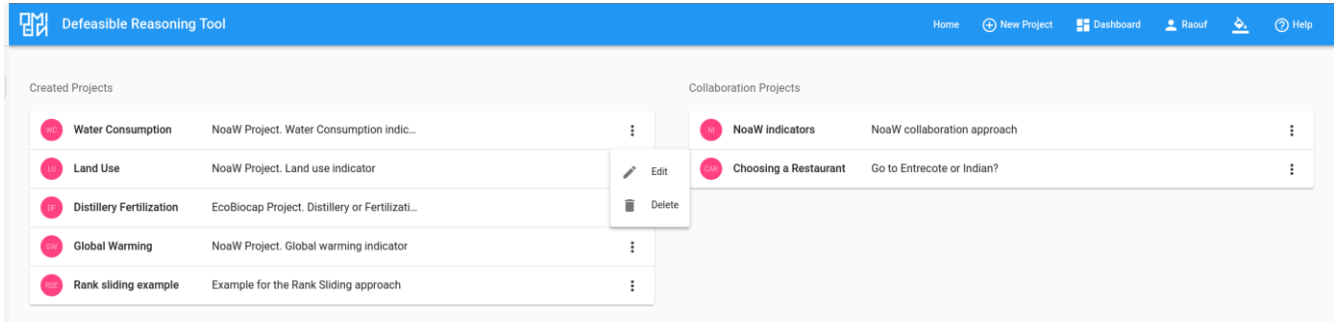 Defeasible Reasoning Tool Home New Project Dashboard Raouf Help
Created Projects
WC Water Consumption NoaW Project. Water Consumption indic...
LU Land Use NoaW Project. Land use indicator
DF Distillery Fertilization EcoBiocap Project. Distillery or Fertilizati...
GW Global Warming NoaW Project. Global warming indicator
RSE Rank sliding example Example for the Rank Sliding approach
Edit
Delete
Collaboration Projects
NI NoaW indicators NoaW collaboration approach
CAR Choosing a Restaurant Go to Entrecote or Indian?